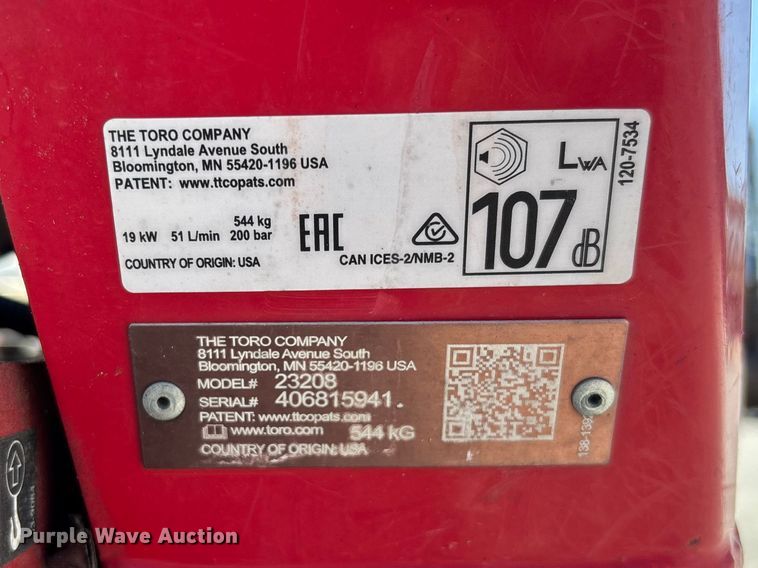 THE TORO COMPANY
8111 Lyndale Avenue South
Bloomington, MN 55420-1196 USA
PATENT: www.ttcopats.com
544 kg
19 kW 51 L/min 200 bar
COUNTRY OF ORIGIN: USA
EAC
CAN ICES-2/NMB-2
LWA
107 dB
120-7534
THE TORO COMPANY
8111 Lyndale Avenue South
Bloomington, MN 55420-1196 USA
MODEL# 23208
SERIAL# 406815941
PATENT: www.ttcopats.com
www.toro.com 544 kG
COUNTRY OF ORIGIN: USA
Purple Wave Auction